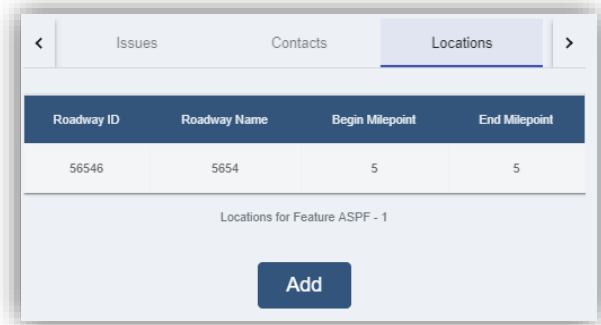 Issues Contacts Locations
Roadway ID Roadway Name Begin Milepoint End Milepoint
56546 5654 5 5
Locations for Feature ASPF - 1
Add